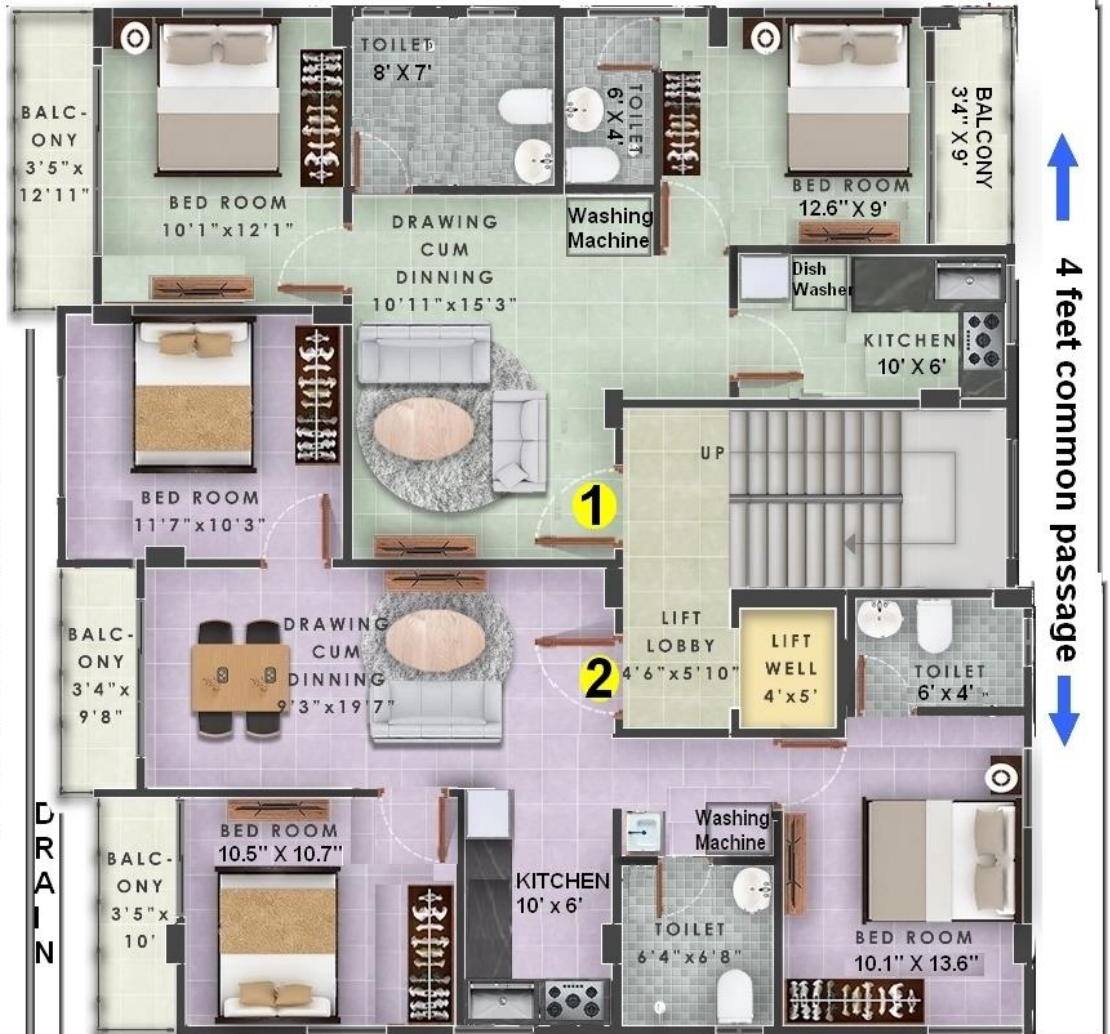 BALC-
ONY
3'5"x
12'11"
BED ROOM
10'1"x12'1"
TOILET
8' X 7'
TOILET
6' X 4'
BED ROOM
12.6" X 9'
BALCONY
3'4" X 9'
DRAWING
CUM
DINNING
10'11"x15'3"
Washing
Machine
Dish
Washer
KITCHEN
10' X 6'
4 feet common passage
BED ROOM
11'7"x10'3"
1
UP
BALC-
ONY
3'4"x
9'8"
DRAWING
CUM
DINNING
9'3"x19'7"
2
LIFT
LOBBY
4'6"x5'10"
LIFT
WELL
4'x5'
TOILET
6' x 4' "
DRAIN
BALC-
ONY
3'5"x
10'
BED ROOM
10.5" X 10.7"
KITCHEN
10' x 6'
Washing
Machine
TOILET
6'4"x6'8"
BED ROOM
10.1" X 13.6"